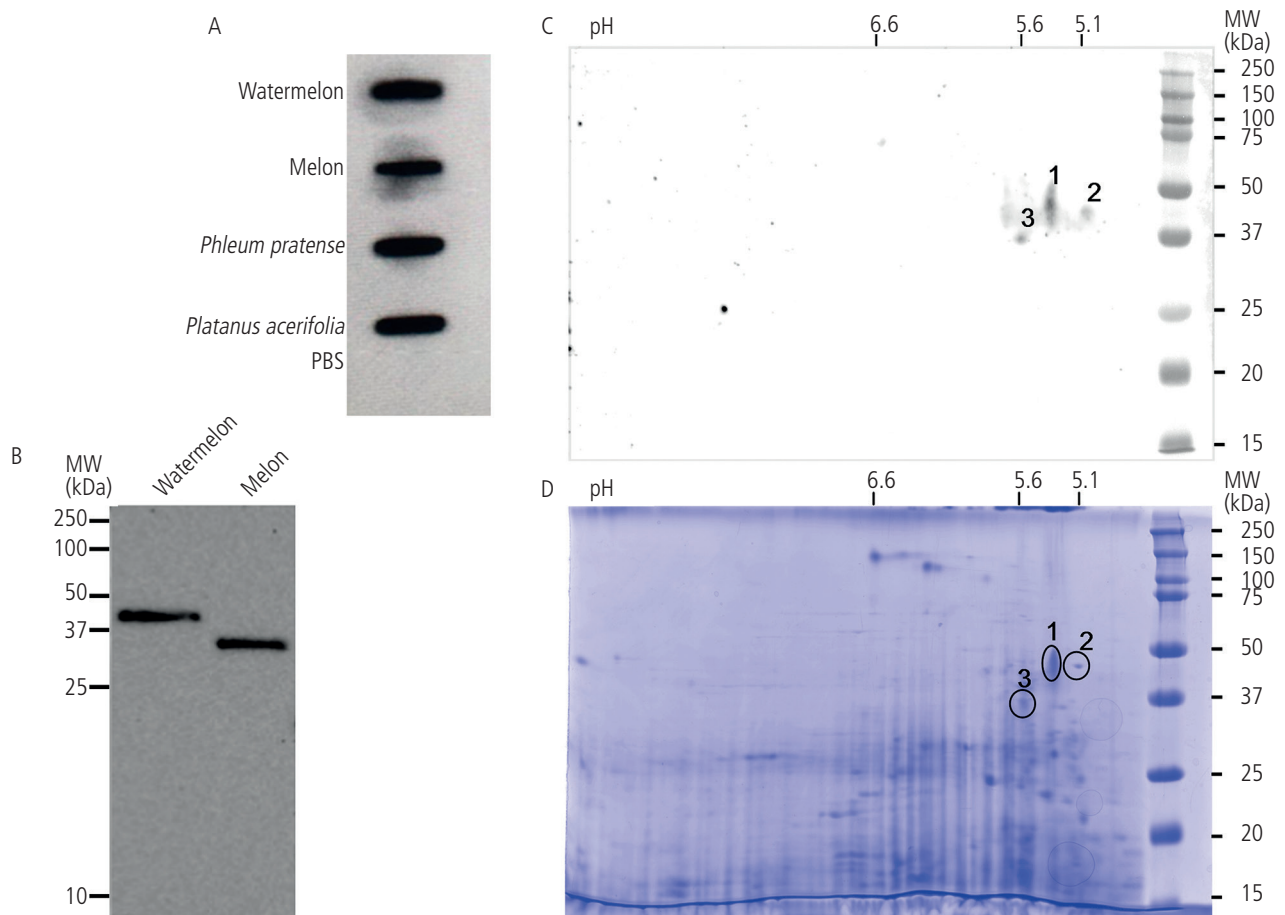 A
Watermelon
Melon
Phleum pratense
Platanus acerifolia
PBS
B
MW
(kDa)
Watermelon
Melon
250
100
50
37
25
10
C
pH
6.6
5.6
5.1
MW
(kDa)
250
150
100
75
50
37
25
20
15
1
2
3
D
pH
6.6
5.6
5.1
MW
(kDa)
250
150
100
75
50
37
25
20
15
1
2
3